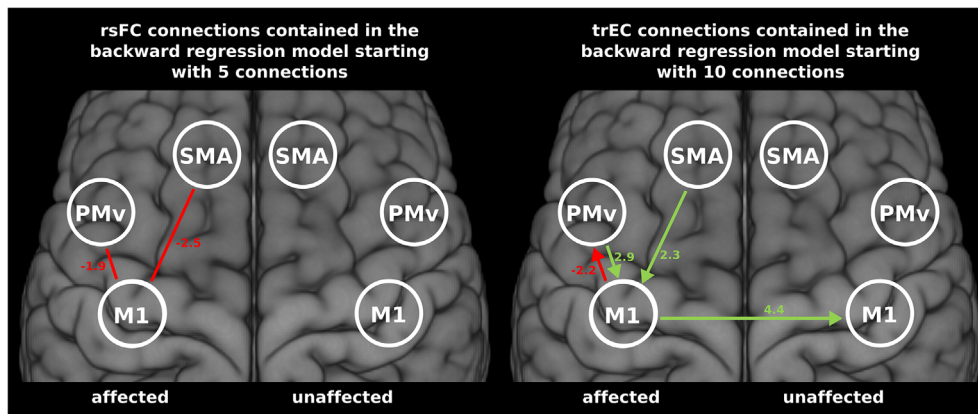 rsFC connections contained in the
backward regression model starting
with 5 connections
SMA
SMA
PMv
PMv
-2.5
-1.9
M1
M1
affected
unaffected
trEC connections contained in the
backward regression model starting
with 10 connections
SMA
SMA
PMv
PMv
2.9
2.3
-2.2
4.4
M1
M1
affected
unaffected